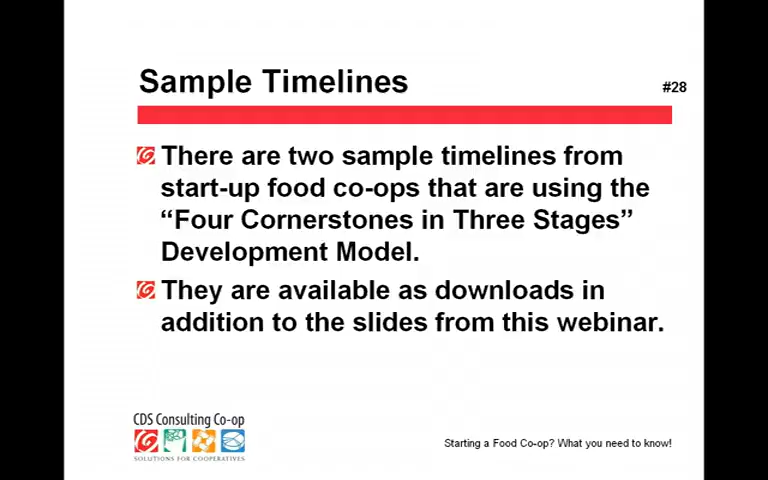 Sample Timelines
#28
There are two sample timelines from
start-up food co-ops that are using the
“Four Cornerstones in Three Stages”
Development Model.
They are available as downloads in
addition to the slides from this webinar.
CDS Consulting Co-op
SOLUTIONS FOR COOPERATIVES
Starting a Food Co-op? What you need to know!